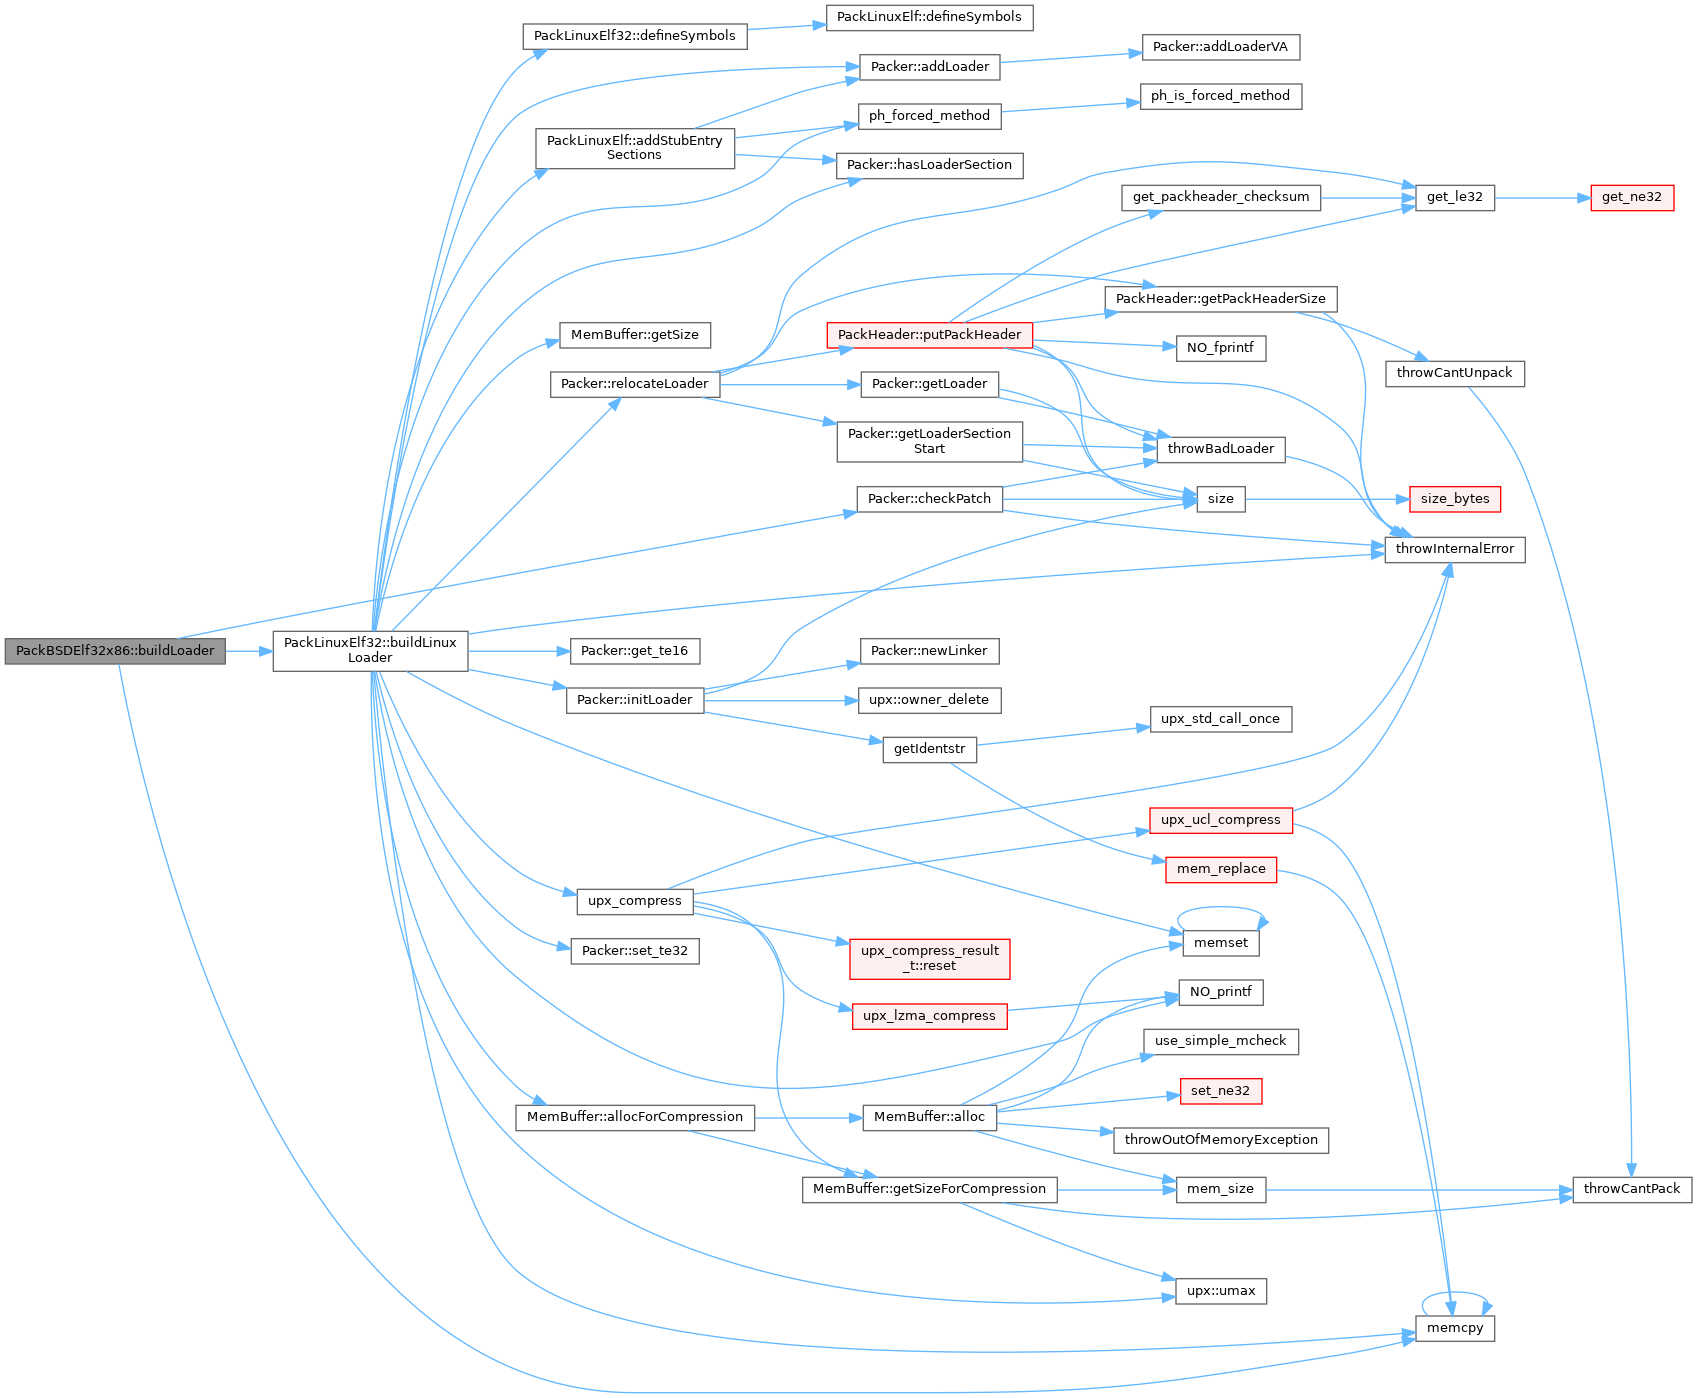 PackLinuxElf::defineSymbols
PackLinuxElf32::defineSymbols
Packer::addLoaderVA
Packer::addLoader
ph_is_forced_method
ph_forced_method
PackLinuxElf::addStubEntry
Sections
Packer::hasLoaderSection
get_packheader_checksum
get_le32
get_ne32
PackHeader::getPackHeaderSize
MemBuffer::getSize
PackHeader::putPackHeader
NO_fprintf
throwCantUnpack
Packer::relocateLoader
Packer::getLoader
Packer::getLoaderSection
Start
throwBadLoader
Packer::checkPatch
size
size_bytes
throwInternalError
PackBSDElf32x86::buildLoader
PackLinuxElf32::buildLinux
Loader
Packer::get_te16
Packer::newLinker
Packer::initLoader
upx::owner_delete
upx_std_call_once
getIdentstr
upx_ucl_compress
mem_replace
upx_compress
memset
Packer::set_te32
upx_compress_result
_t::reset
NO_printf
upx_lzma_compress
use_simple_mcheck
set_ne32
MemBuffer::allocForCompression
MemBuffer::alloc
throwOutOfMemoryException
MemBuffer::getSizeForCompression
mem_size
throwCantPack
upx::umax
memcpy